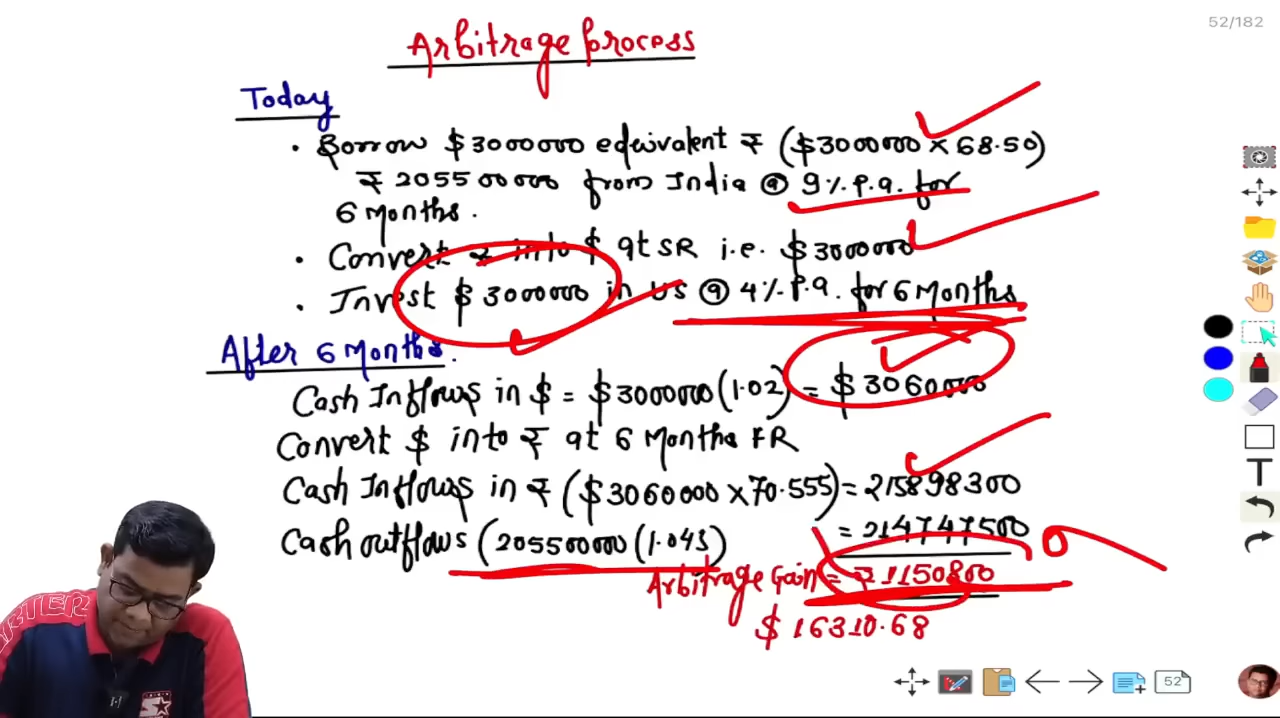 52/182
Arbitrage process
Today
• Borrow $3000000 equivalent ₹ ($3000000 × 68.50)
₹ 205500000 from India @ 9%.P.a. for
6 Months.
• Convert ₹ into $ at SR i.e. $3000000
• Invest $3000000 in US @ 4%.P.a. for 6 Months
After 6 Months.
Cash Inflows in $ = $3000000 (1.02) = $3060000
Convert $ into ₹ at 6 Months FR
Cash Inflows in ₹ ($3060000 × 70.555) = 215898300
Cash outflows (205500000 (1.045) = 214747500
Arbitrage Gain = ₹ 1150800
$ 16310.68
52